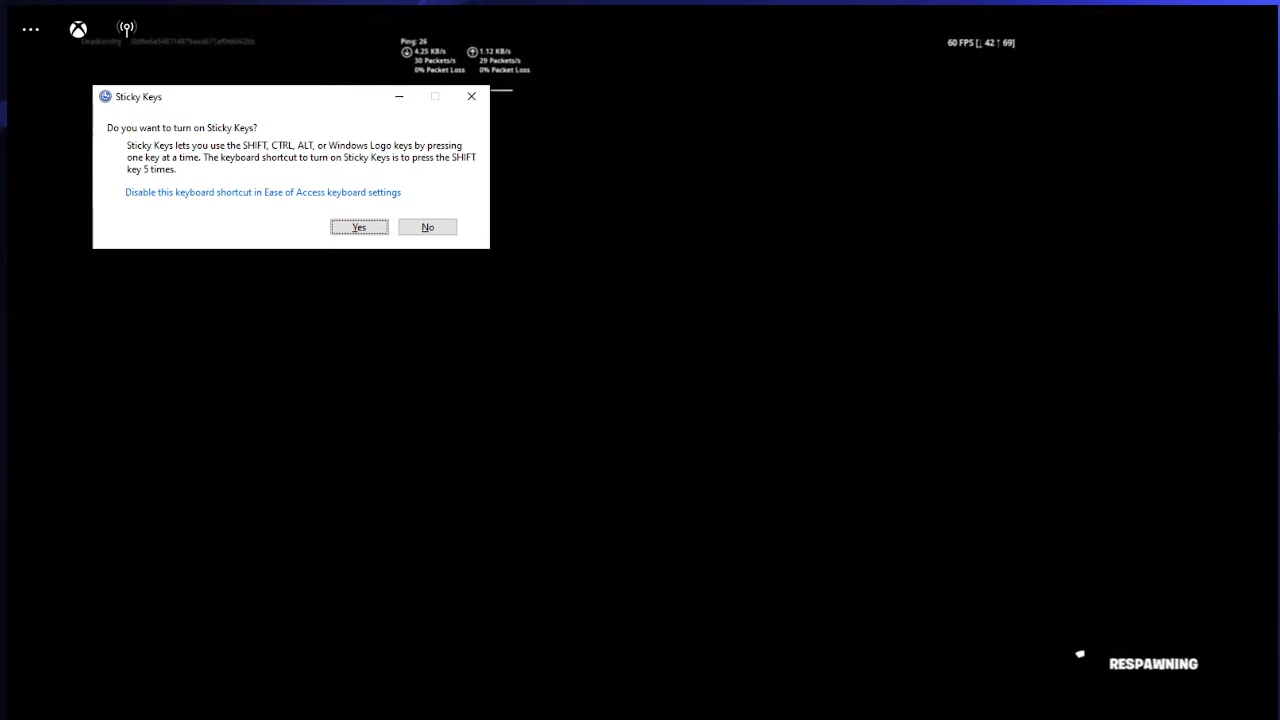 Ping: 26
4.25 KB/s 1.12 KB/s
30 Packets/s 29 Packets/s
0% Packet Loss 0% Packet Loss
60 FPS [↓ 42 ↑ 69]
Sticky Keys
Do you want to turn on Sticky Keys?
Sticky Keys lets you use the SHIFT, CTRL, ALT, or Windows Logo keys by pressing
one key at a time. The keyboard shortcut to turn on Sticky Keys is to press the SHIFT
key 5 times.
Disable this keyboard shortcut in Ease of Access keyboard settings
Yes No
RESPAWNING